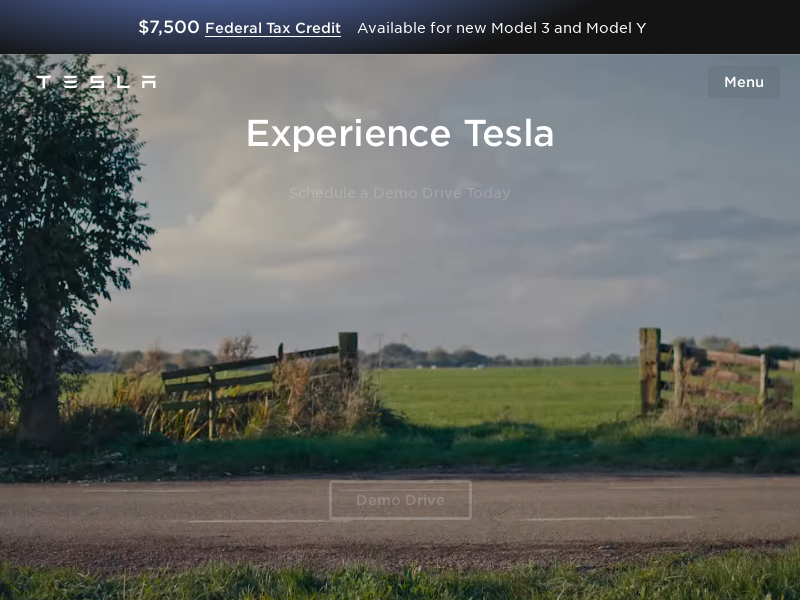 $7,500 Federal Tax Credit Available for new Model 3 and Model Y
TESLA Menu
Experience Tesla
Schedule a Demo Drive Today
Demo Drive